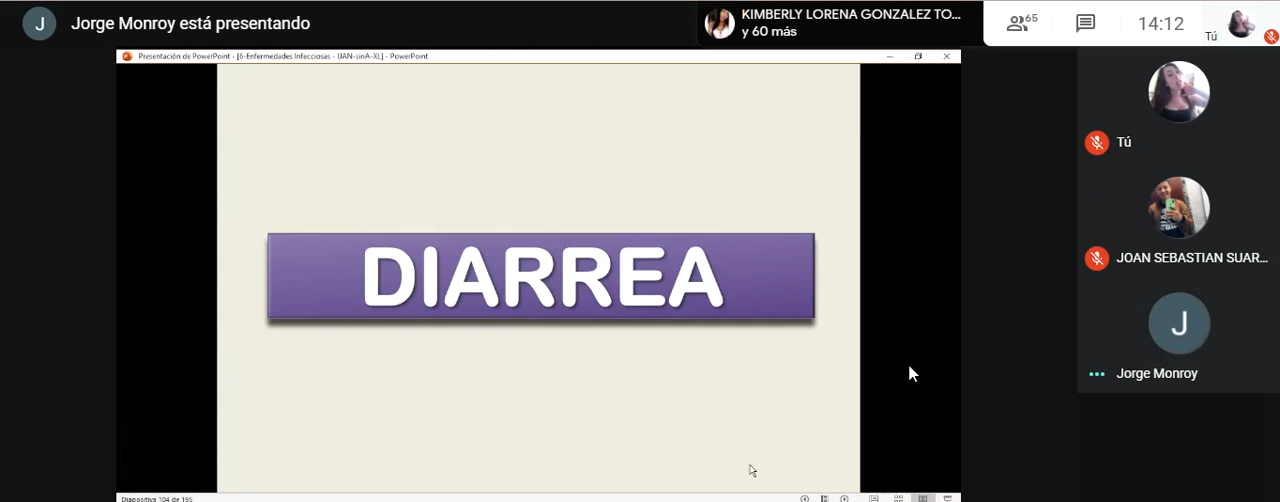 J
Jorge Monroy está presentando
KIMBERLY LORENA GONZALEZ TO...
y 60 más
65
14:12
Tú
Presentación de PowerPoint - [6-Enfermedades Infecciosas - UAN-sinA-XL] - PowerPoint
DIARREA
Tú
JOAN SEBASTIAN SUAR...
J
Jorge Monroy
Diapositiva 104 de 195